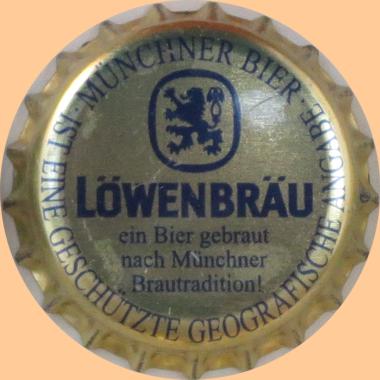 · MÜNCHNER BIER · IST EINE GESCHÜTZTE GEOGRAFISCHE ANGABE
LÖWENBRÄU
ein Bier gebraut
nach Münchner
Brautradition!